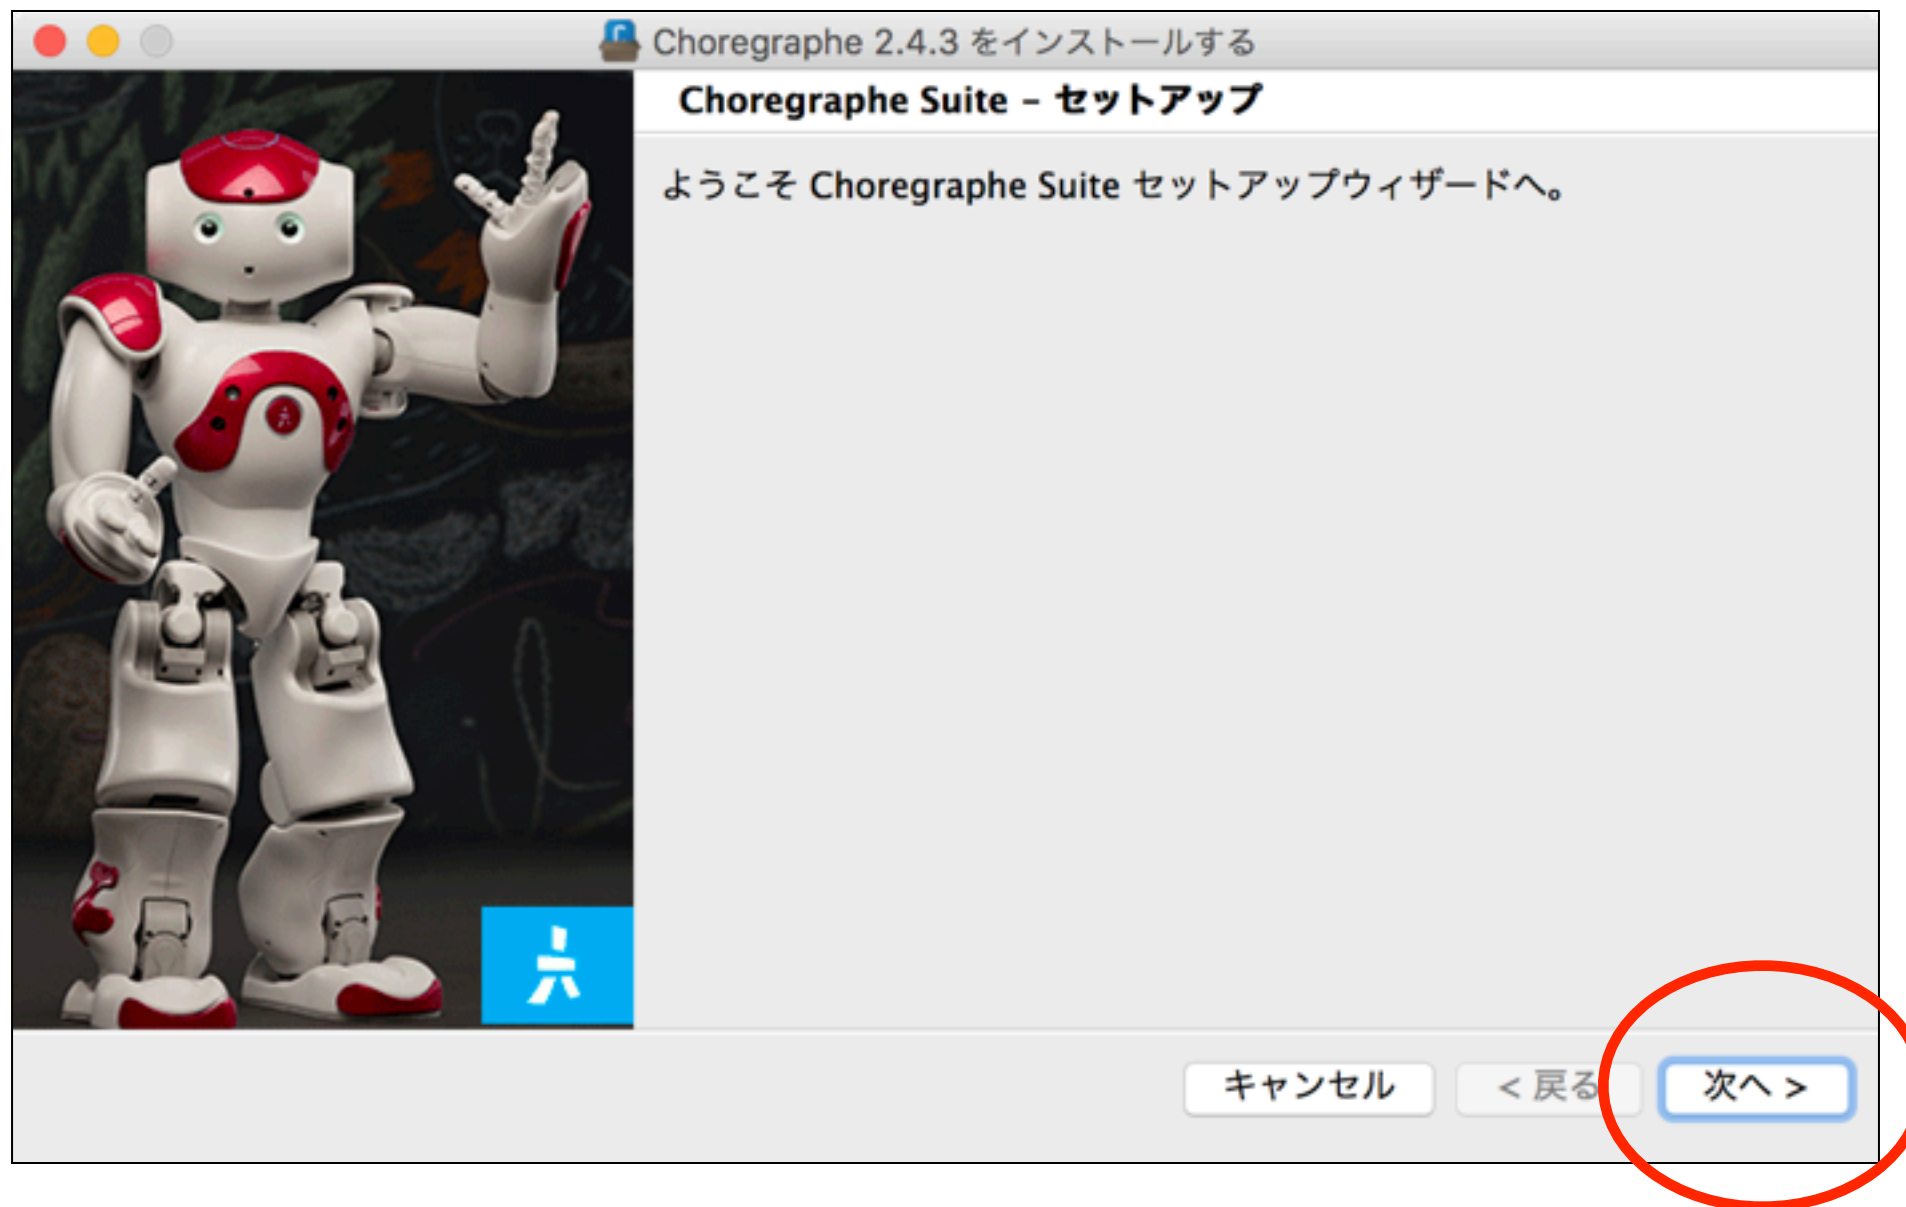 Choregraphe 2.4.3 をインストールする
Choregraphe Suite – セットアップ
ようこそ Choregraphe Suite セットアップウィザードへ。
キャンセル
< 戻る
次へ >